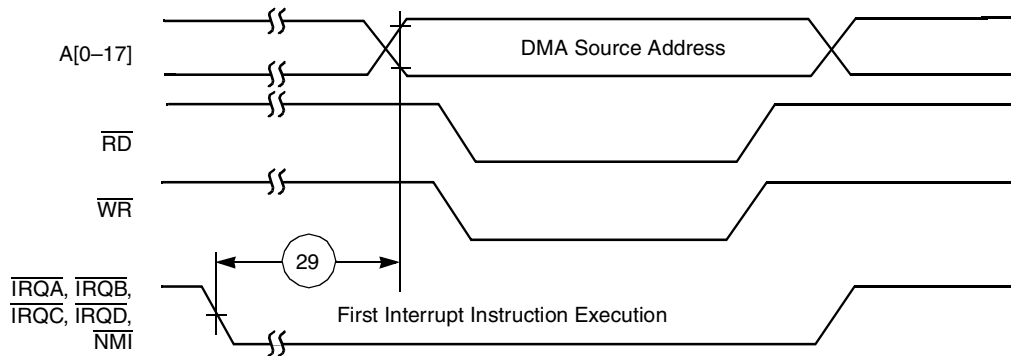 A[0–17]
DMA Source Address
RD
WR
29
IRQA, IRQB,
IRQC, IRQD,
NMI
First Interrupt Instruction Execution